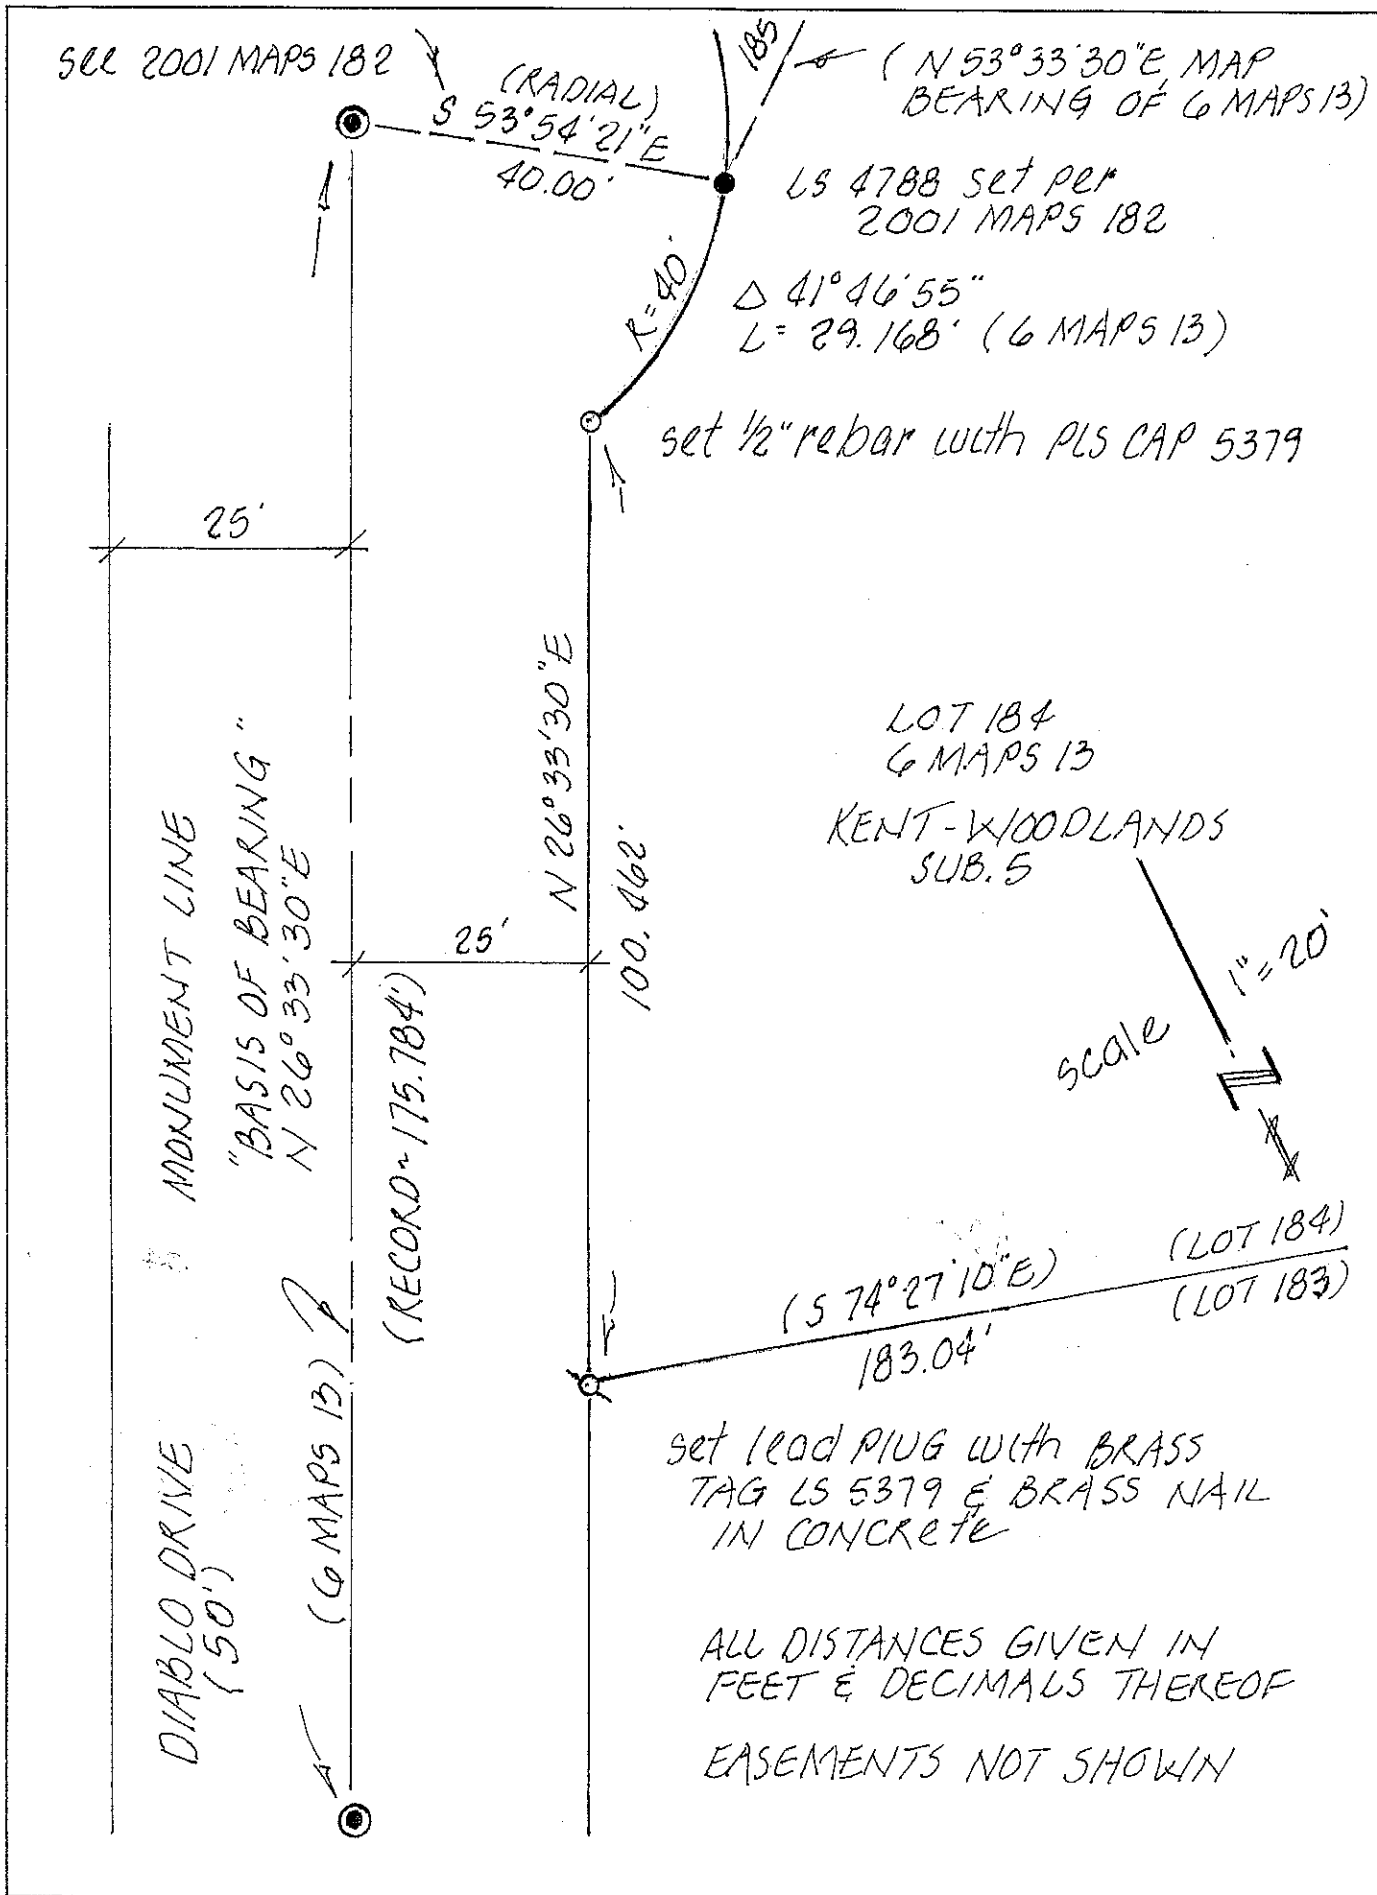 see 2001 MAPS 182
(RADIAL)
S 53°54'21"E
40.00'
185
(N 53°33'30"E MAP
BEARING OF 6 MAPS 13)
LS 4788 set per
2001 MAPS 182
R=40'
Δ 41°46'55"
L= 29.168' (6 MAPS 13)
set 1/2" rebar with PLS CAP 5379
25'
N 26°33'30"E
100.462'
LOT 184
6 MAPS 13
KENT-WOODLANDS
SUB. 5
MONUMENT LINE
"BASIS OF BEARING"
N 26°33'30"E
25'
(RECORD~175.784')
scale 1"=20'
(S 74°27'10"E)
183.04'
(LOT 184)
(LOT 183)
DIABLO DRIVE
(50')
(6 MAPS 13)
set lead PLUG with BRASS
TAG LS 5379 & BRASS NAIL
IN CONCRETE
ALL DISTANCES GIVEN IN
FEET & DECIMALS THEREOF
EASEMENTS NOT SHOWN